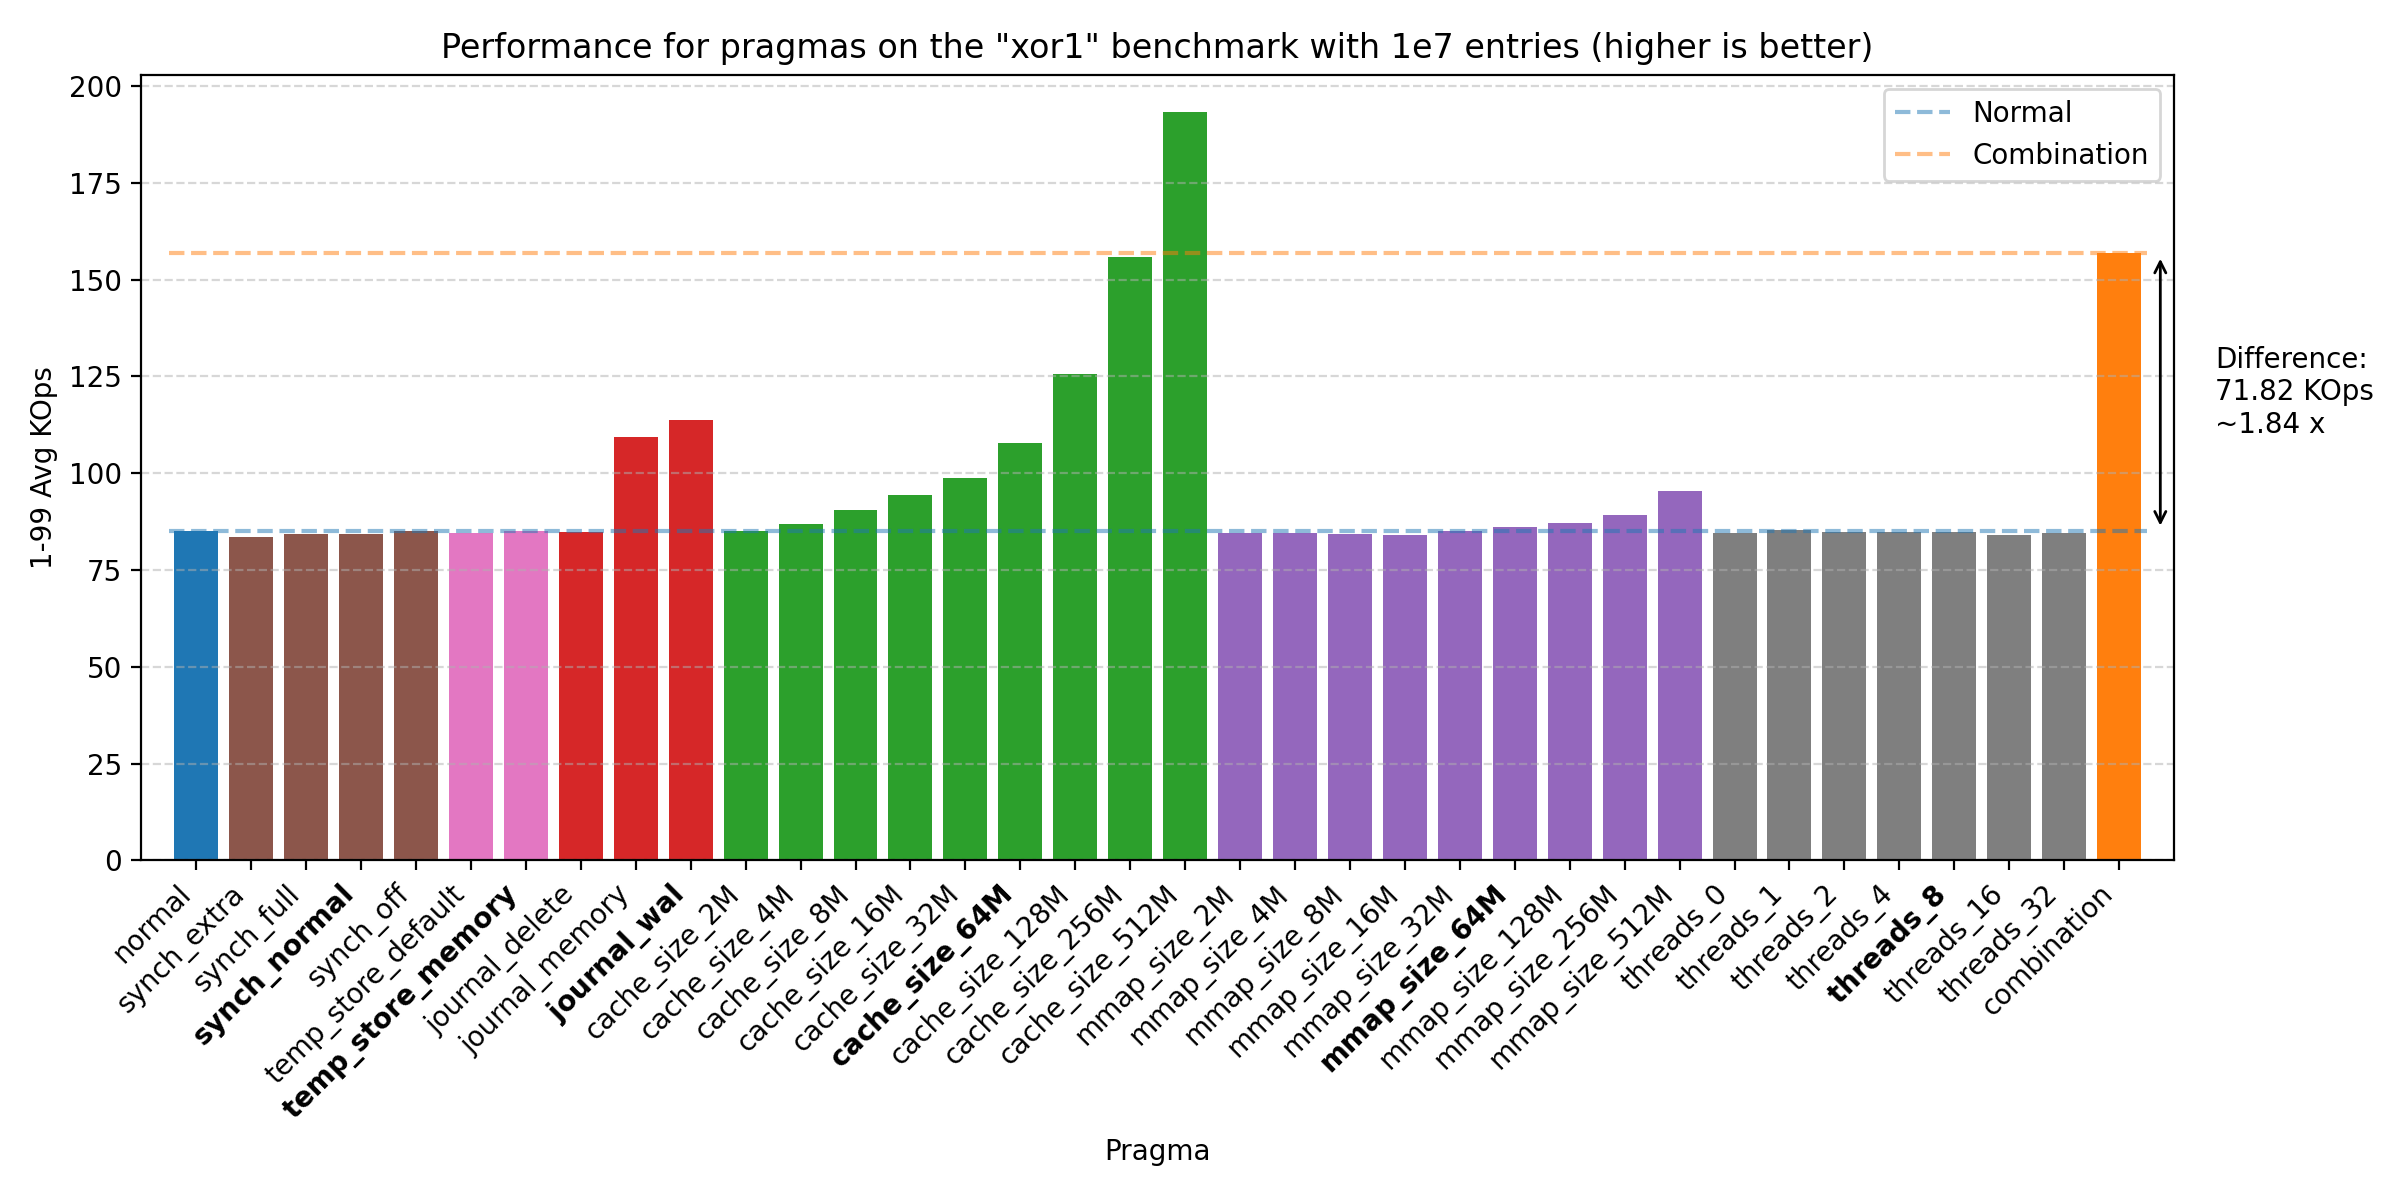 Performance for pragmas on the "xor1" benchmark with 1e7 entries (higher is better)
200
175
150
125
100
75
50
25
0
1-99 Avg KOps
Normal
Combination
Difference:
71.82 KOps
~1.84 x
normal
synch_extra
synch_full
synch_normal
synch_off
temp_store_default
temp_store_memory
journal_delete
journal_memory
journal_wal
cache_size_2M
cache_size_4M
cache_size_8M
cache_size_16M
cache_size_32M
cache_size_64M
cache_size_128M
cache_size_256M
cache_size_512M
mmap_size_2M
mmap_size_4M
mmap_size_8M
mmap_size_16M
mmap_size_32M
mmap_size_64M
mmap_size_128M
mmap_size_256M
mmap_size_512M
threads_0
threads_1
threads_2
threads_4
threads_8
threads_16
threads_32
combination
Pragma